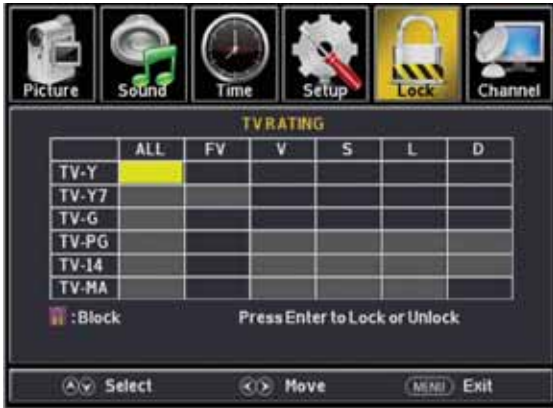 Picture Sound Time Setup Lock Channel
TV RATING
ALL FV V S L D
TV-Y
TV-Y7
TV-G
TV-PG
TV-14
TV-MA
:Block Press Enter to Lock or Unlock
Select Move MENU Exit